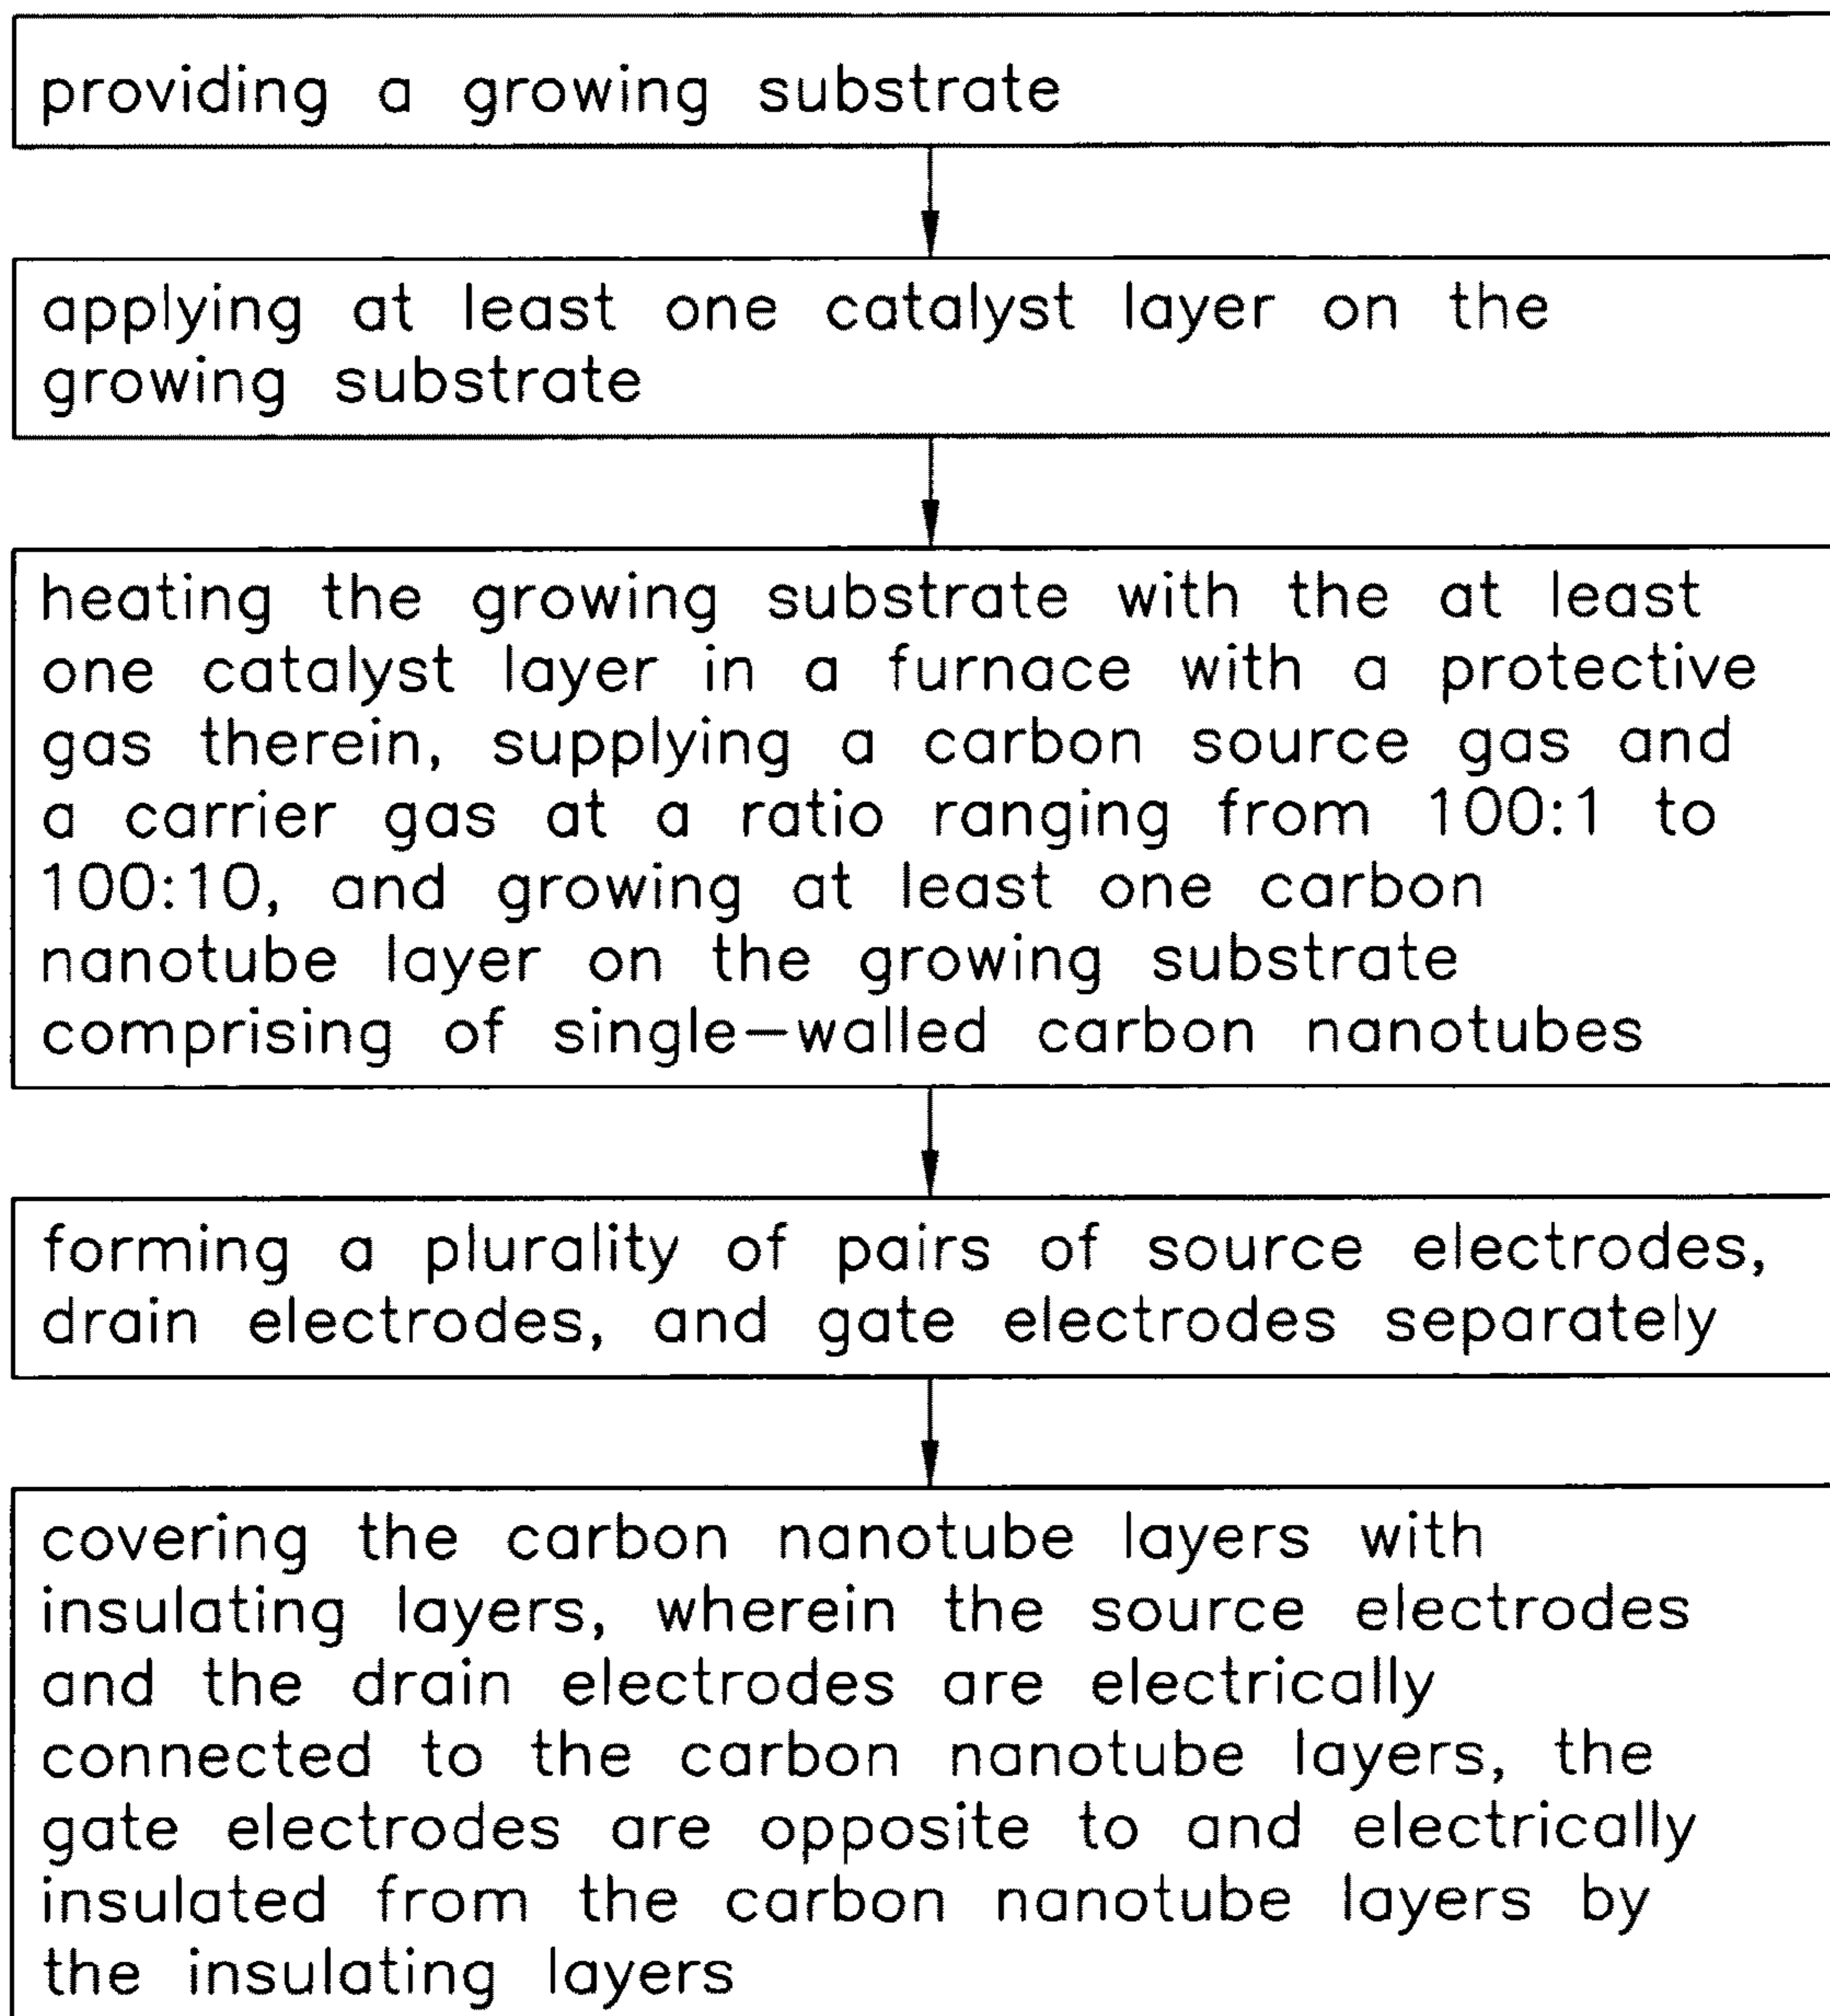 providing a growing substrate
applying at least one catalyst layer on the
growing substrate
heating the growing substrate with the at least
one catalyst layer in a furnace with a protective
gas therein, supplying a carbon source gas and
a carrier gas at a ratio ranging from 100:1 to
100:10, and growing at least one carbon
nanotube layer on the growing substrate
comprising of single-walled carbon nanotubes
forming a plurality of pairs of source electrodes,
drain electrodes, and gate electrodes separately
covering the carbon nanotube layers with
insulating layers, wherein the source electrodes
and the drain electrodes are electrically
connected to the carbon nanotube layers, the
gate electrodes are opposite to and electrically
insulated from the carbon nanotube layers by
the insulating layers